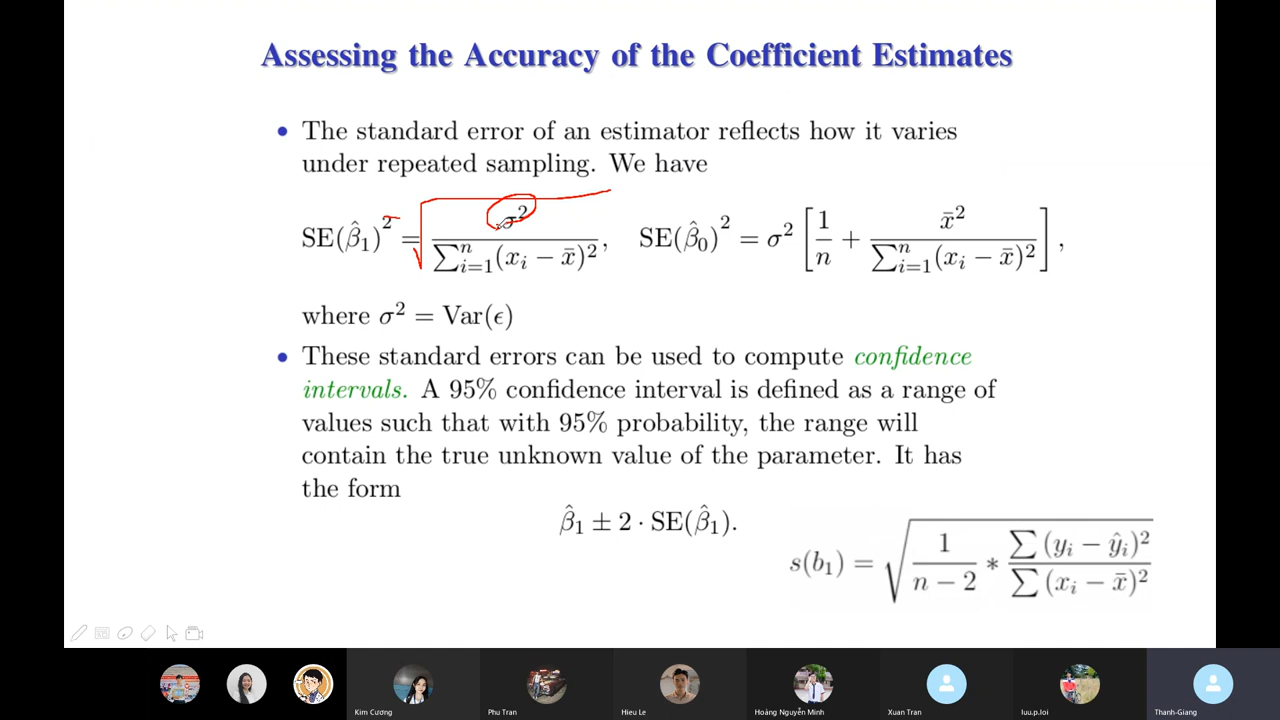 Assessing the Accuracy of the Coefficient Estimates
• The standard error of an estimator reflects how it varies
under repeated sampling. We have
SE(β̂₁)² = σ² / ∑ⁿᵢ₌₁(xᵢ − x̄)², SE(β̂₀)² = σ² [1/n + x̄² / ∑ⁿᵢ₌₁(xᵢ − x̄)²],
where σ² = Var(ϵ)
• These standard errors can be used to compute confidence
intervals. A 95% confidence interval is defined as a range of
values such that with 95% probability, the range will
contain the true unknown value of the parameter. It has
the form
β̂₁ ± 2 · SE(β̂₁).
s(b₁) = √(1/(n − 2) * ∑(yᵢ − ŷᵢ)² / ∑(xᵢ − x̄)²)
Kim Cương
Phu Tran
Hieu Le
Hoàng Nguyễn Minh
Xuan Tran
luu.p.loi
Thanh-Giang